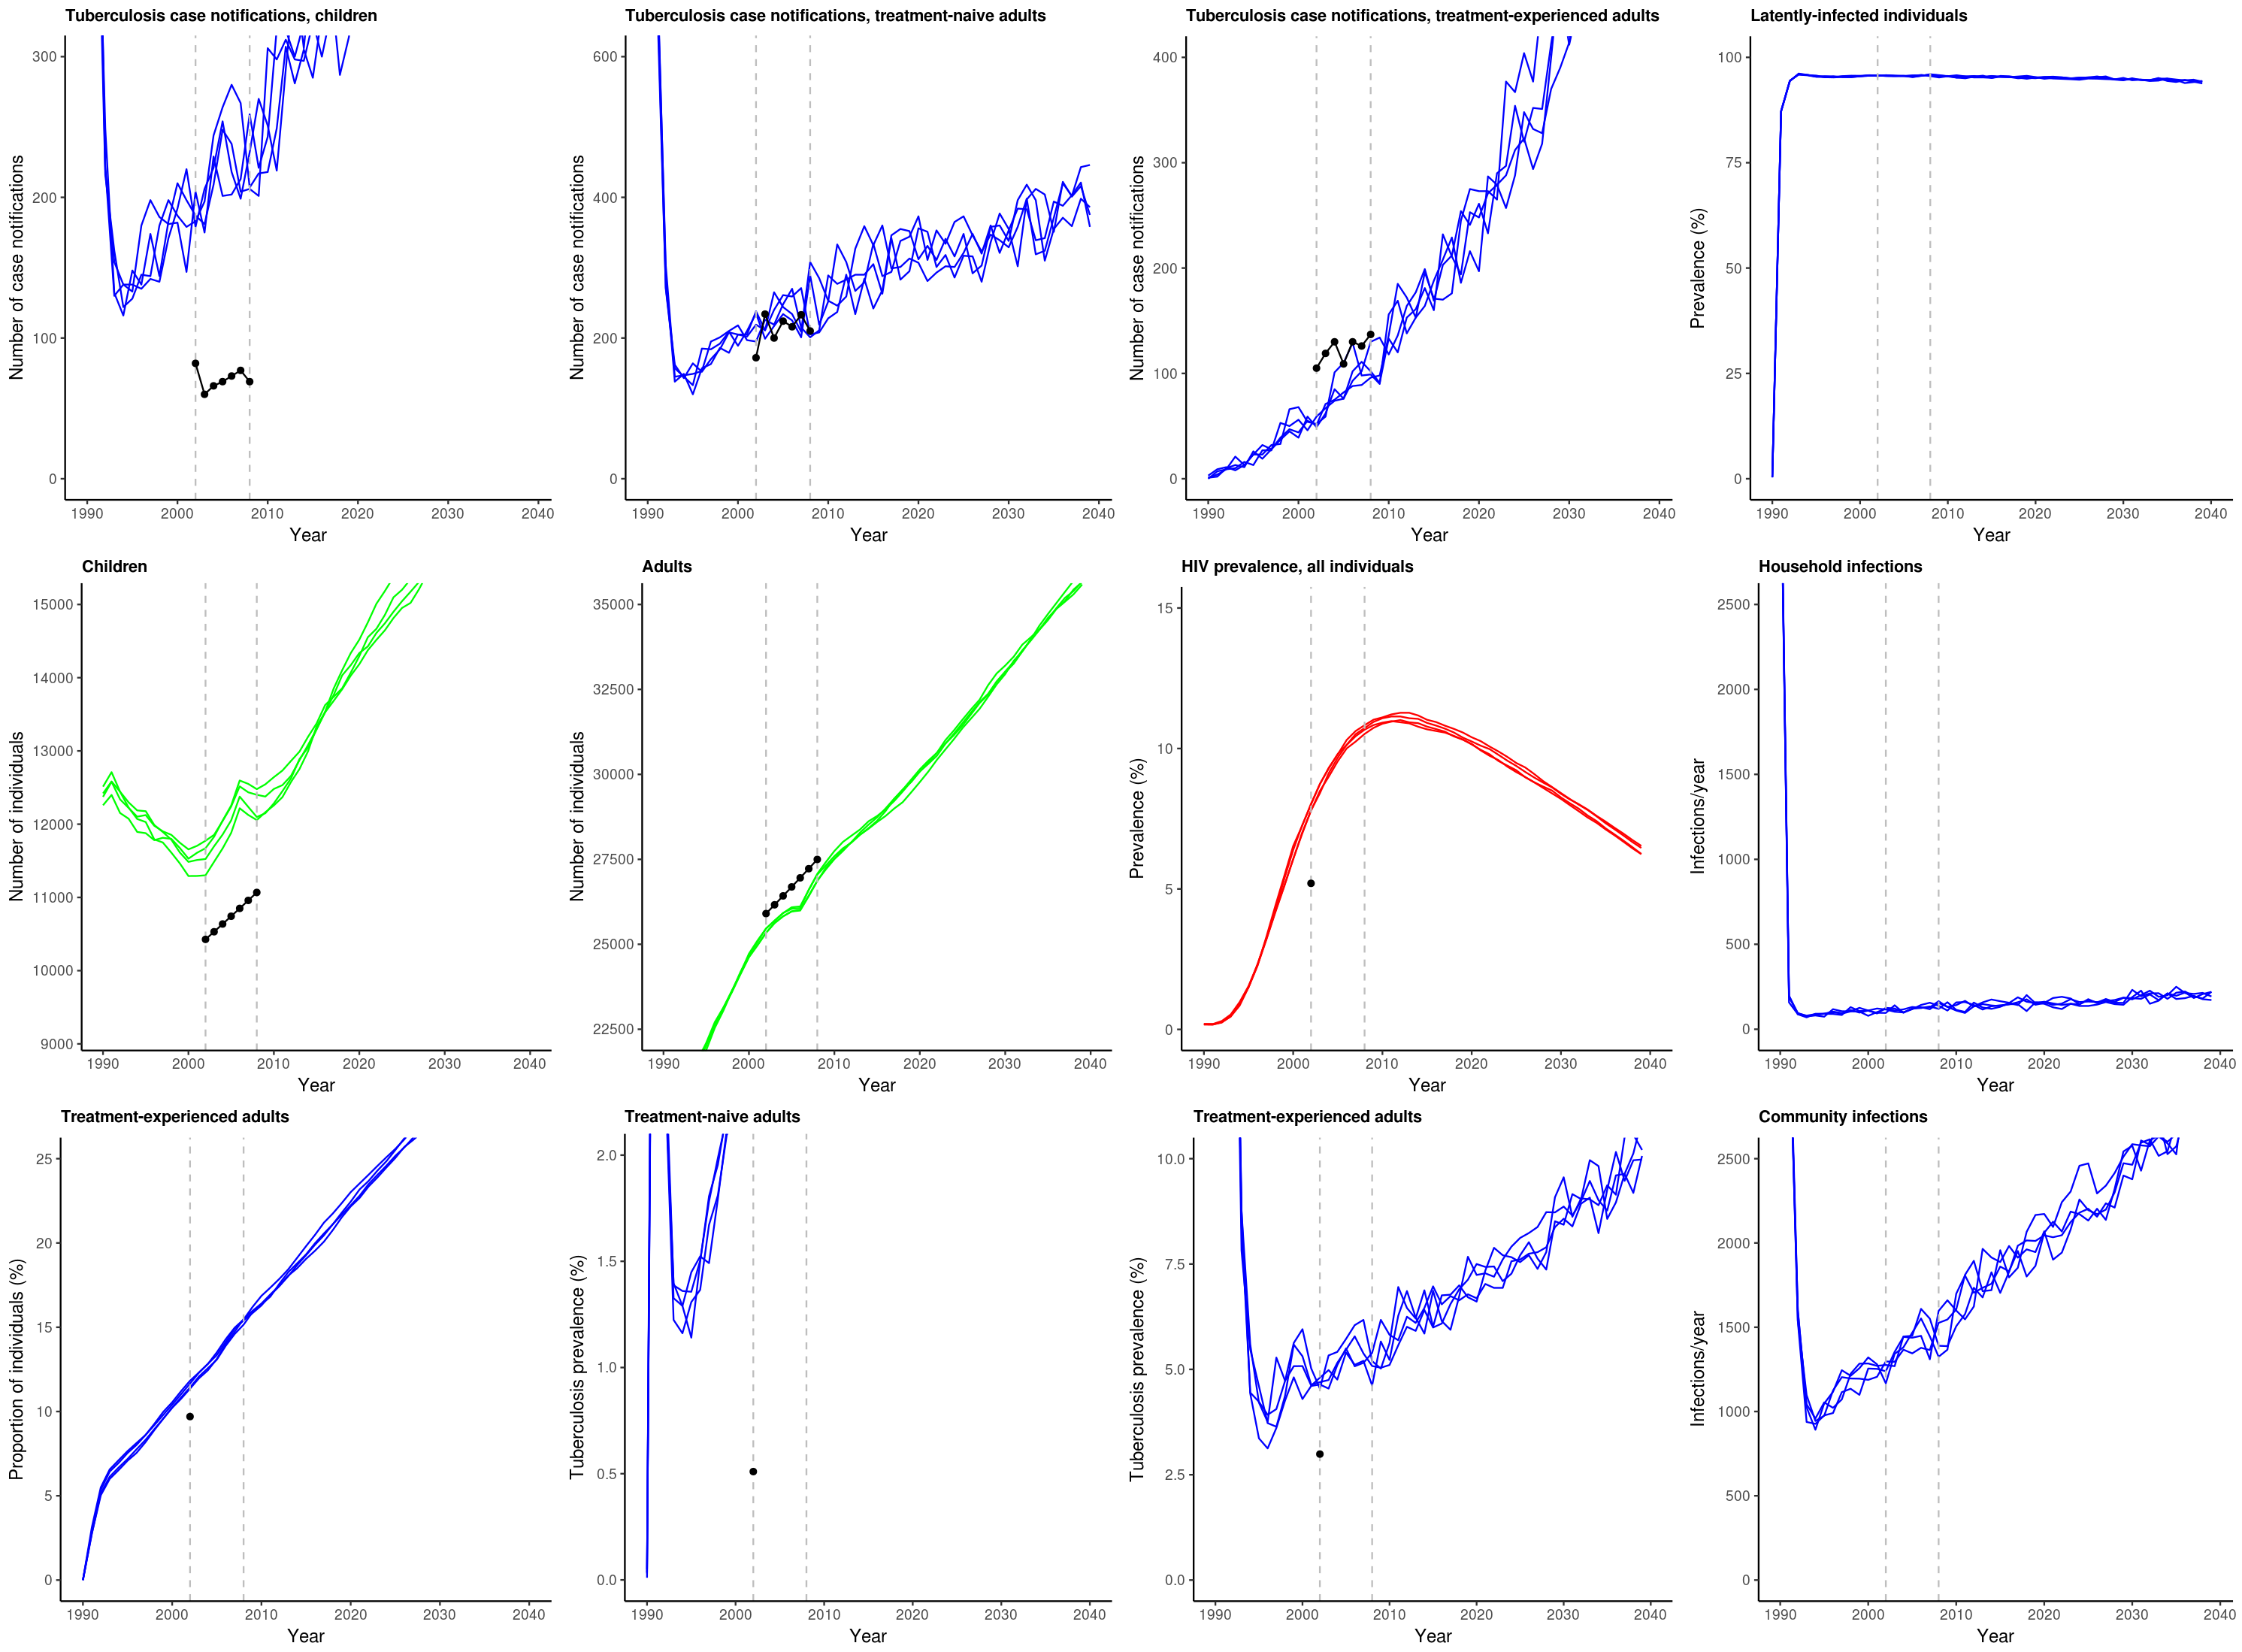 Tuberculosis case notifications, children
Number of case notifications
300
200
100
0
1990 2000 2010 2020 2030 2040
Year
Tuberculosis case notifications, treatment-naive adults
Number of case notifications
600
400
200
0
1990 2000 2010 2020 2030 2040
Year
Tuberculosis case notifications, treatment-experienced adults
Number of case notifications
400
300
200
100
0
1990 2000 2010 2020 2030 2040
Year
Latently-infected individuals
Prevalence (%)
100
75
50
25
0
1990 2000 2010 2020 2030 2040
Year
Children
Number of individuals
15000
14000
13000
12000
11000
10000
9000
1990 2000 2010 2020 2030 2040
Year
Adults
Number of individuals
35000
32500
30000
27500
25000
22500
1990 2000 2010 2020 2030 2040
Year
HIV prevalence, all individuals
Prevalence (%)
15
10
5
0
1990 2000 2010 2020 2030 2040
Year
Household infections
Infections/year
2500
2000
1500
1000
500
0
1990 2000 2010 2020 2030 2040
Year
Treatment-experienced adults
Proportion of individuals (%)
25
20
15
10
5
0
1990 2000 2010 2020 2030 2040
Year
Treatment-naive adults
Tuberculosis prevalence (%)
2.0
1.5
1.0
0.5
0.0
1990 2000 2010 2020 2030 2040
Year
Treatment-experienced adults
Tuberculosis prevalence (%)
10.0
7.5
5.0
2.5
0.0
1990 2000 2010 2020 2030 2040
Year
Community infections
Infections/year
2500
2000
1500
1000
500
0
1990 2000 2010 2020 2030 2040
Year